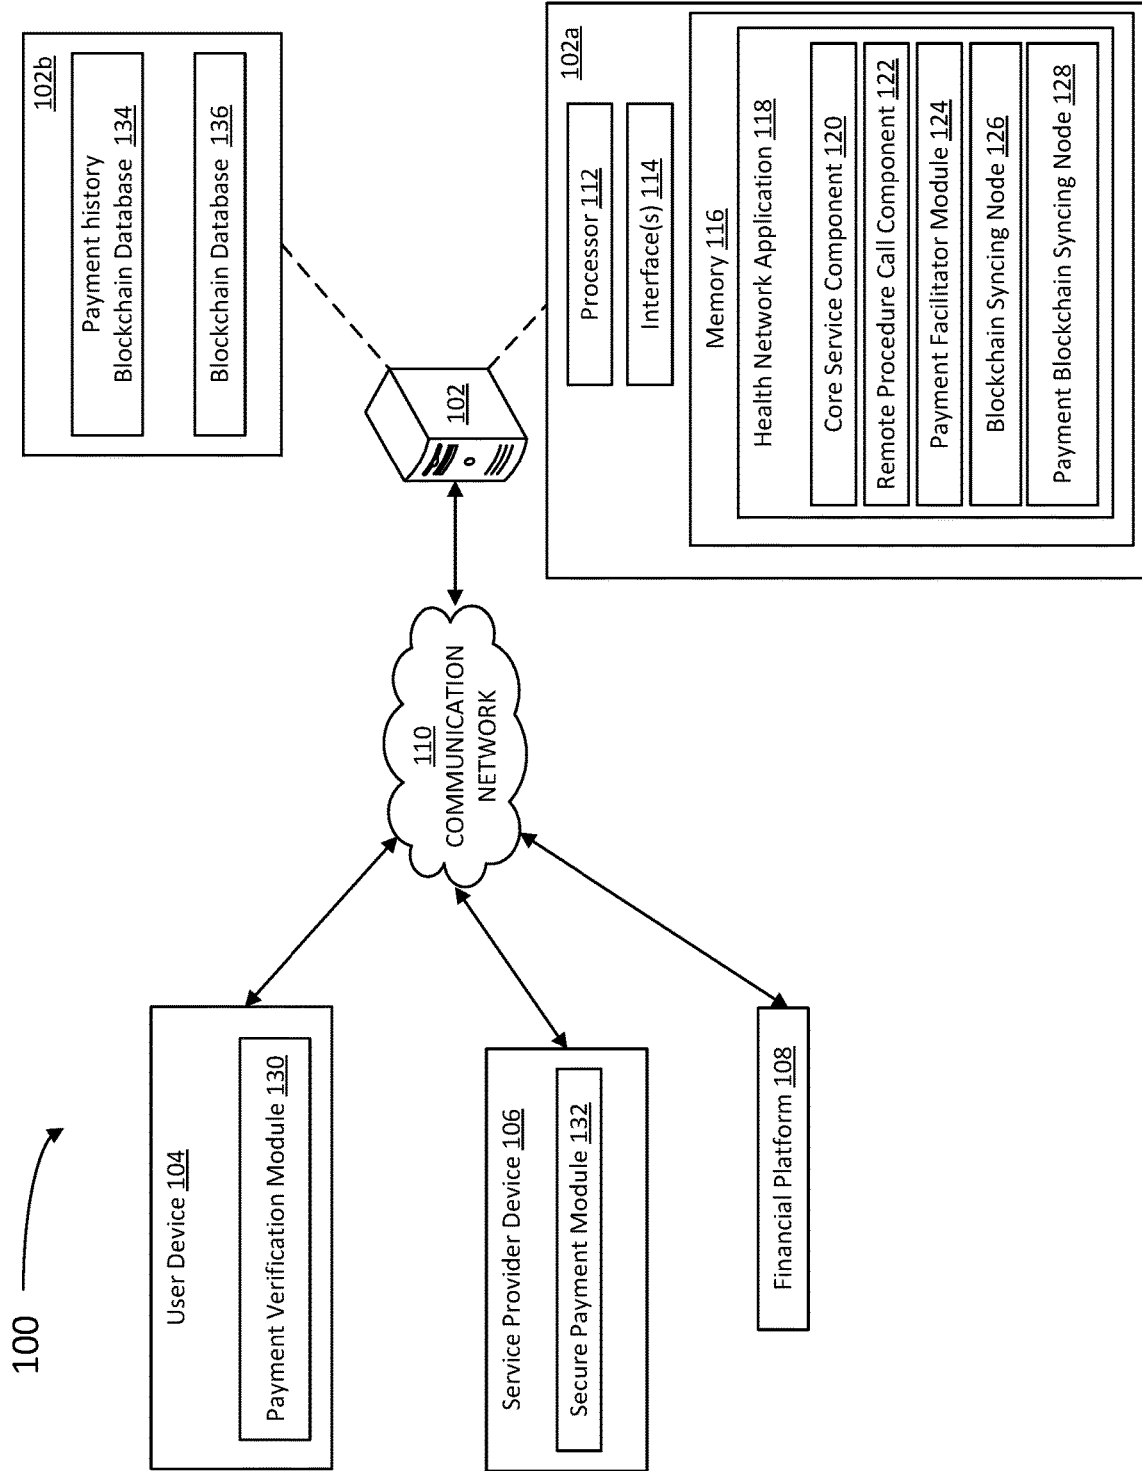 100
User Device 104
Payment Verification Module 130
Service Provider Device 106
Secure Payment Module 132
Financial Platform 108
110
COMMUNICATION
NETWORK
102
102b
Payment history
Blockchain Database 134
Blockchain Database 136
102a
Processor 112
Interface(s) 114
Memory 116
Health Network Application 118
Core Service Component 120
Remote Procedure Call Component 122
Payment Facilitator Module 124
Blockchain Syncing Node 126
Payment Blockchain Syncing Node 128